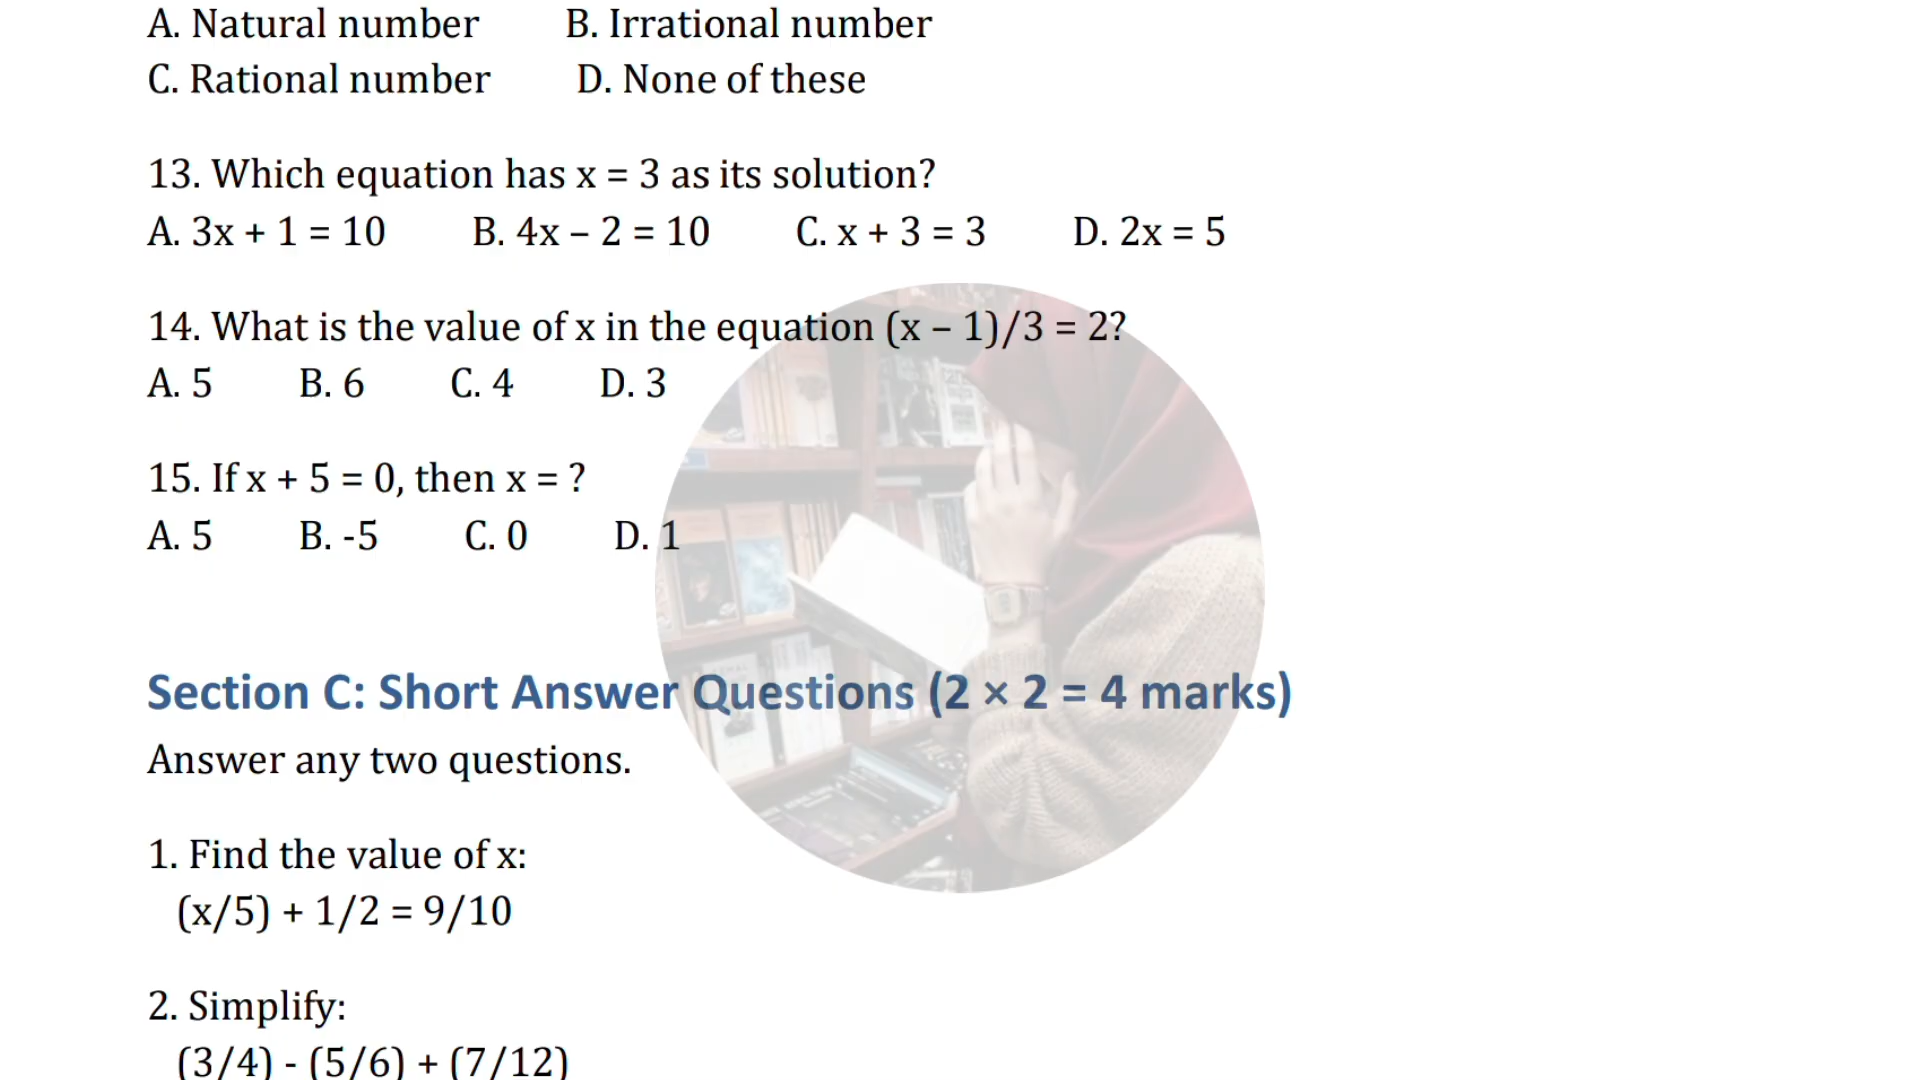 A. Natural number B. Irrational number
C. Rational number D. None of these
13. Which equation has x = 3 as its solution?
A. 3x + 1 = 10 B. 4x – 2 = 10 C. x + 3 = 3 D. 2x = 5
14. What is the value of x in the equation (x – 1)/3 = 2?
A. 5 B. 6 C. 4 D. 3
15. If x + 5 = 0, then x = ?
A. 5 B. -5 C. 0 D. 1
Section C: Short Answer Questions (2 × 2 = 4 marks)
Answer any two questions.
1. Find the value of x:
(x/5) + 1/2 = 9/10
2. Simplify:
(3/4) - (5/6) + (7/12)